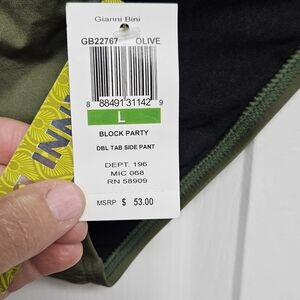 Gianni Bini
GB22767 OLIVE
8 88491 31142 9
L
BLOCK PARTY
DBL TAB SIDE PANT
DEPT. 196
MIC 068
RN 58909
MSRP $ 53.00
INNI